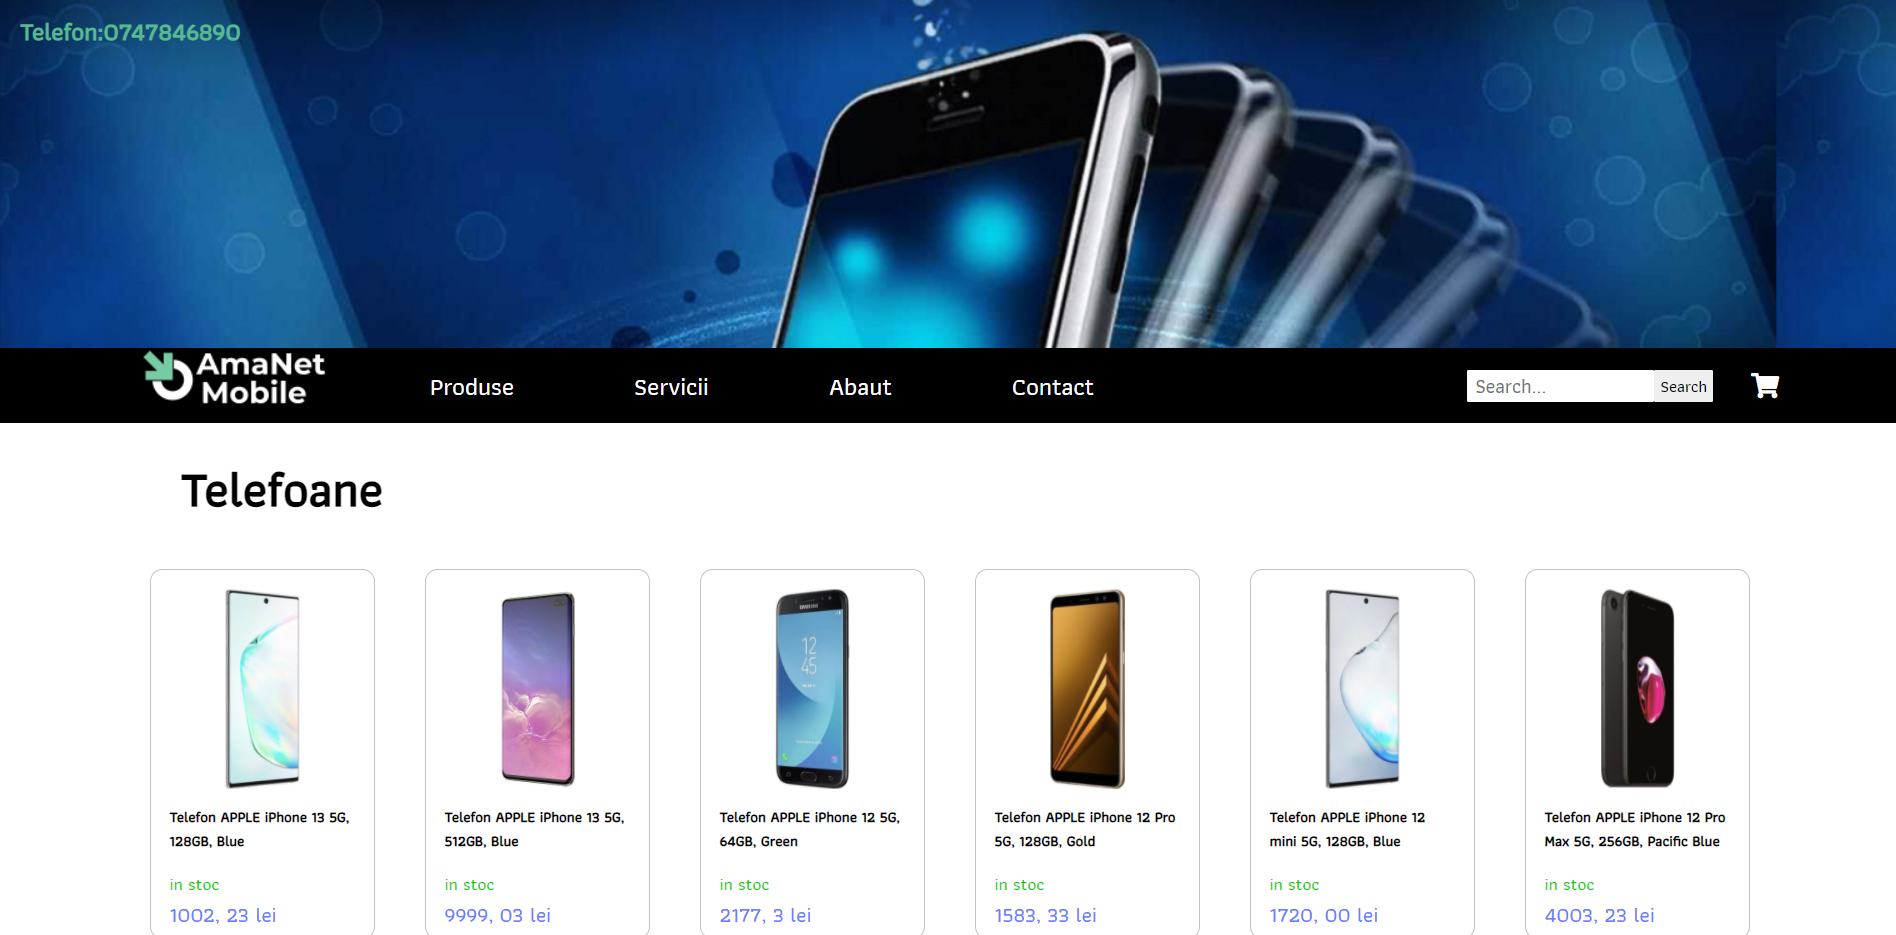 Telefon:0747846890
AmaNet
Mobile
Produse
Servicii
Abaut
Contact
Search...
Search
Telefoane
SAMSUNG
12
45
Telefon APPLE iPhone 13 5G,
128GB, Blue
in stoc
1002, 23 lei
Telefon APPLE iPhone 13 5G,
512GB, Blue
in stoc
9999, 03 lei
Telefon APPLE iPhone 12 5G,
64GB, Green
in stoc
2177, 3 lei
Telefon APPLE iPhone 12 Pro
5G, 128GB, Gold
in stoc
1583, 33 lei
Telefon APPLE iPhone 12
mini 5G, 128GB, Blue
in stoc
1720, 00 lei
Telefon APPLE iPhone 12 Pro
Max 5G, 256GB, Pacific Blue
in stoc
4003, 23 lei